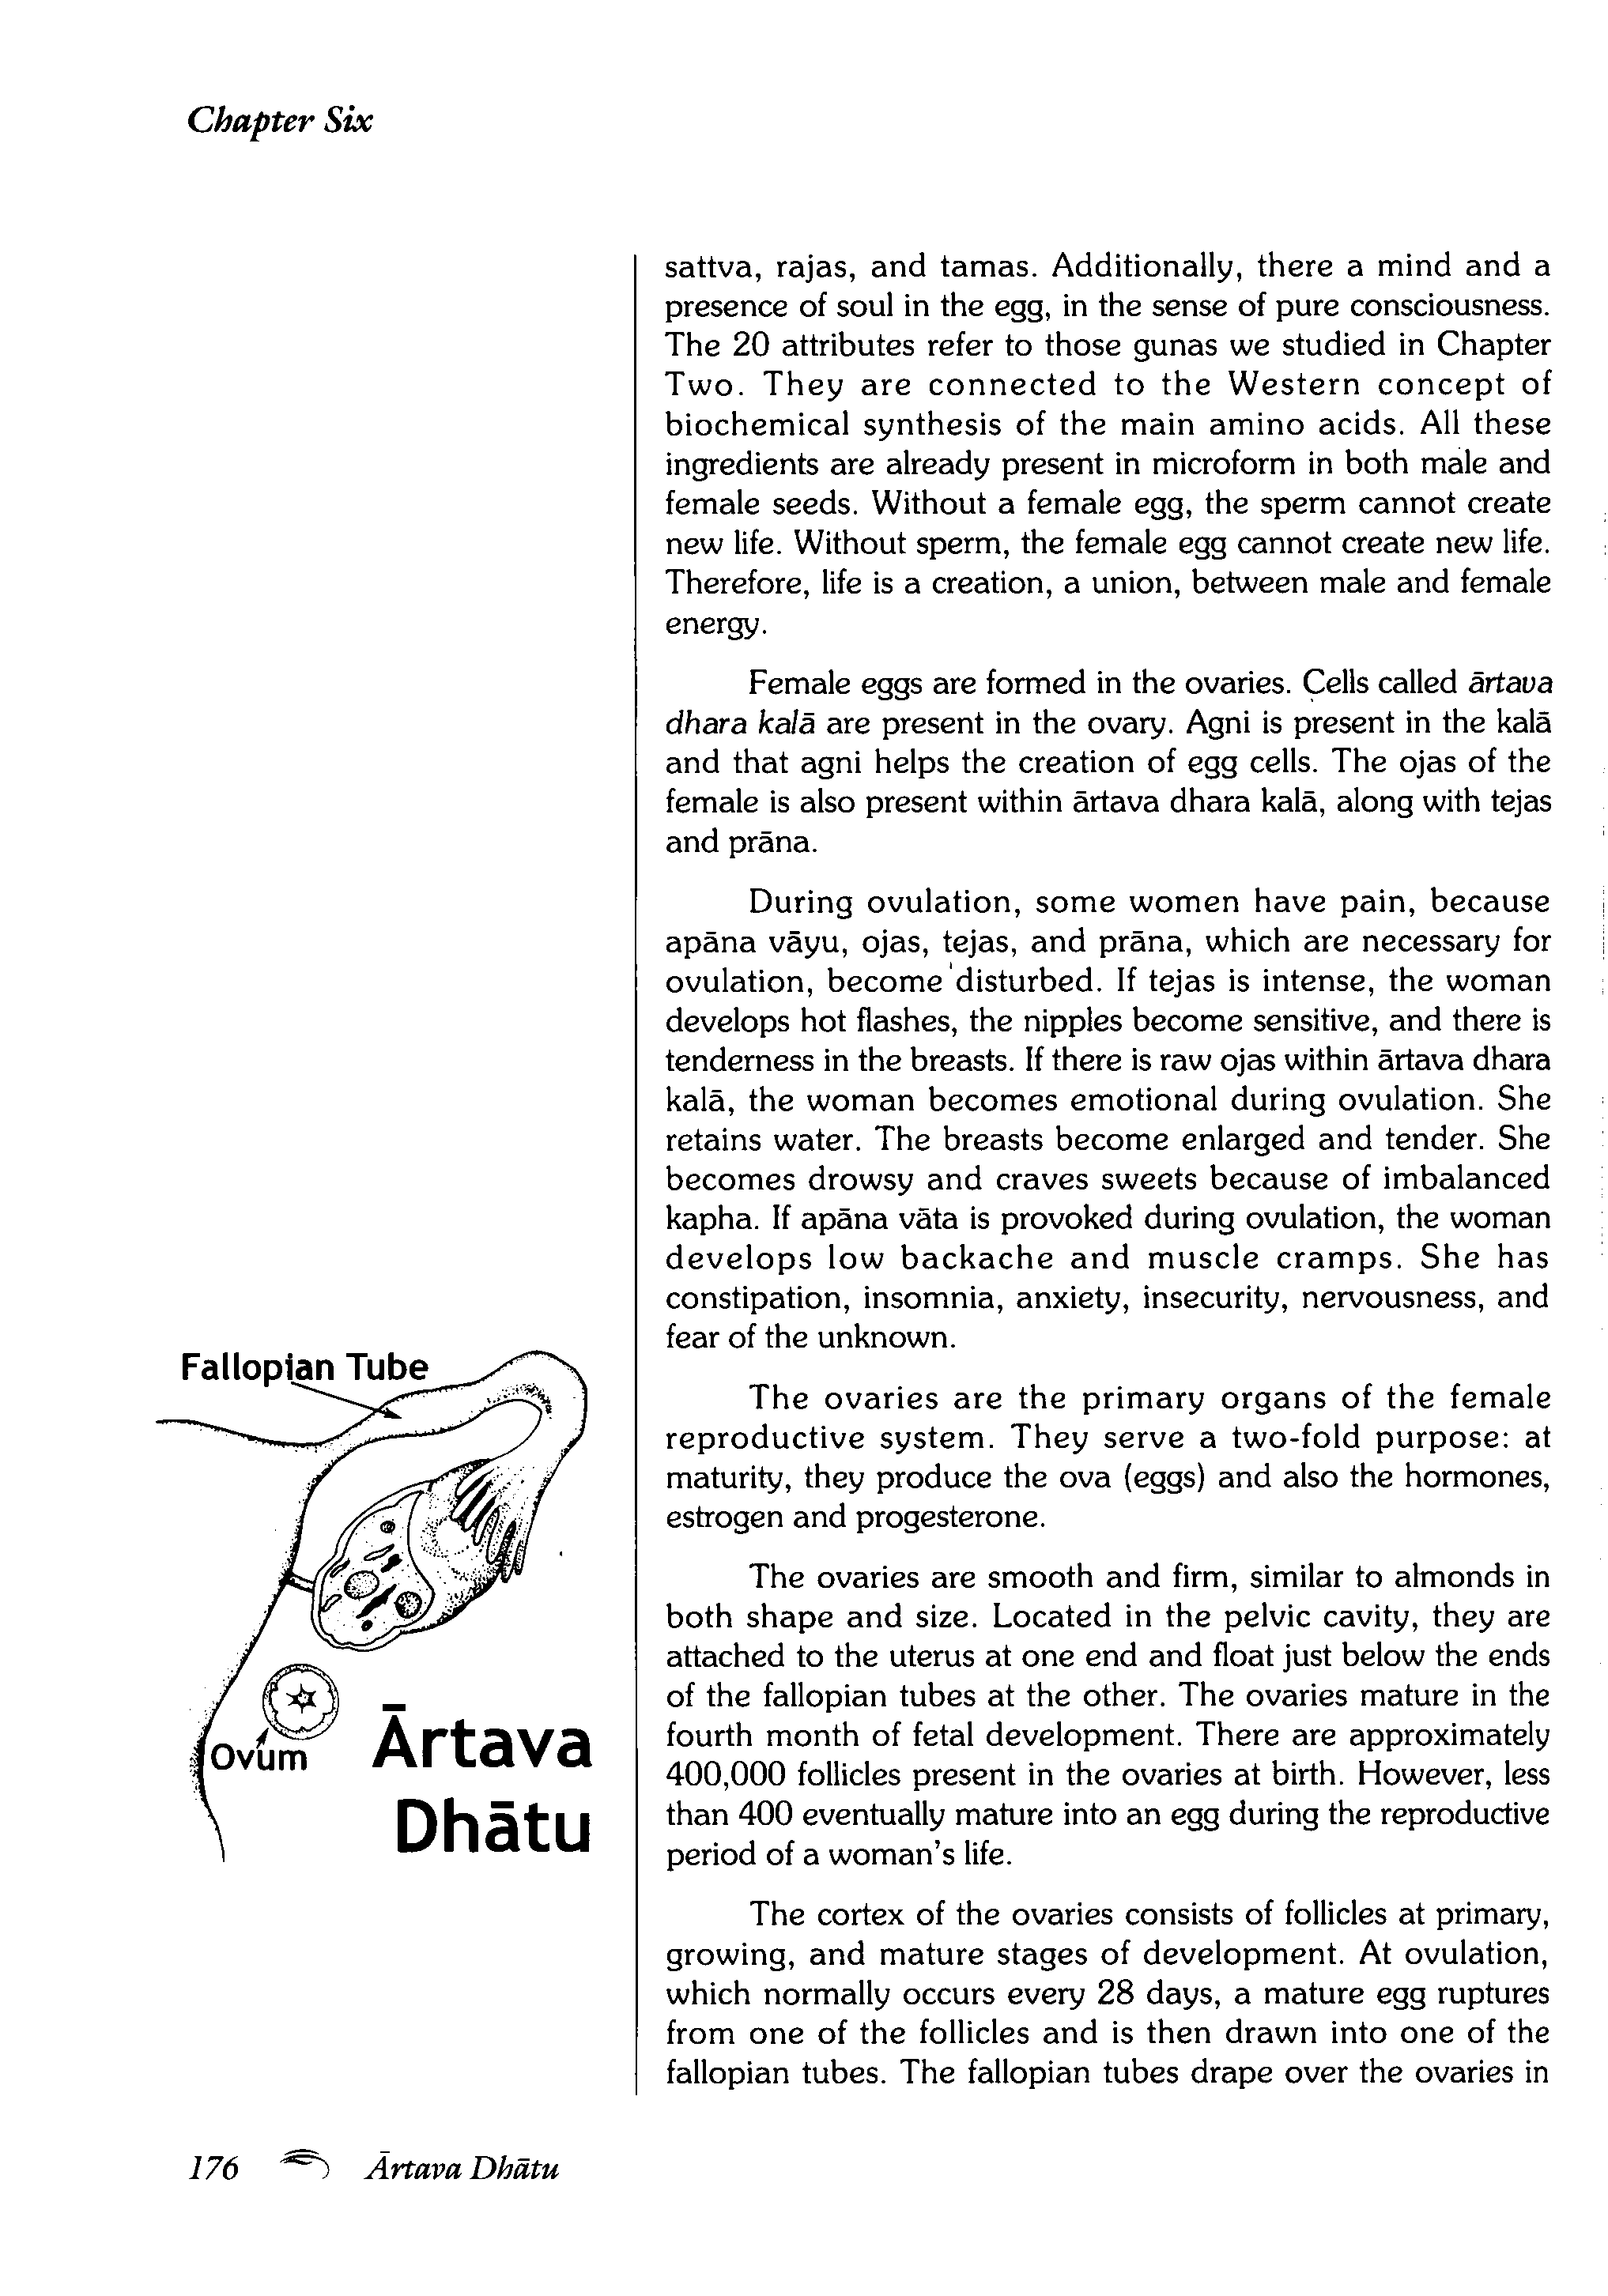 Chapter Six
sattva, rajas, and tamas. Additionally, there a mind and a
presence of soul in the egg, in the sense of pure consciousness.
The 20 attributes refer to those gunas we studied in Chapter
Two. They are connected to the Western concept of
biochemical synthesis of the main amino acids. All these
ingredients are already present in microform in both male and
female seeds. Without a female egg, the sperm cannot create
new life. Without sperm, the female egg cannot create new life.
Therefore, life is a creation, a union, between male and female
energy.
Female eggs are formed in the ovaries. Cells called ārtava
dhara kalā are present in the ovary. Agni is present in the kalā
and that agni helps the creation of egg cells. The ojas of the
female is also present within ārtava dhara kalā, along with tejas
and prāna.
During ovulation, some women have pain, because
apāna vāyu, ojas, tejas, and prāna, which are necessary for
ovulation, become disturbed. If tejas is intense, the woman
develops hot flashes, the nipples become sensitive, and there is
tenderness in the breasts. If there is raw ojas within ārtava dhara
kalā, the woman becomes emotional during ovulation. She
retains water. The breasts become enlarged and tender. She
becomes drowsy and craves sweets because of imbalanced
kapha. If apāna vāta is provoked during ovulation, the woman
develops low backache and muscle cramps. She has
constipation, insomnia, anxiety, insecurity, nervousness, and
fear of the unknown.
The ovaries are the primary organs of the female
reproductive system. They serve a two-fold purpose: at
maturity, they produce the ova (eggs) and also the hormones,
estrogen and progesterone.
The ovaries are smooth and firm, similar to almonds in
both shape and size. Located in the pelvic cavity, they are
attached to the uterus at one end and float just below the ends
of the fallopian tubes at the other. The ovaries mature in the
fourth month of fetal development. There are approximately
400,000 follicles present in the ovaries at birth. However, less
than 400 eventually mature into an egg during the reproductive
period of a woman's life.
The cortex of the ovaries consists of follicles at primary,
growing, and mature stages of development. At ovulation,
which normally occurs every 28 days, a mature egg ruptures
from one of the follicles and is then drawn into one of the
fallopian tubes. The fallopian tubes drape over the ovaries in
Fallopian Tube
Ovum
Ārtava
Dhātu
176 Ārtava Dhātu